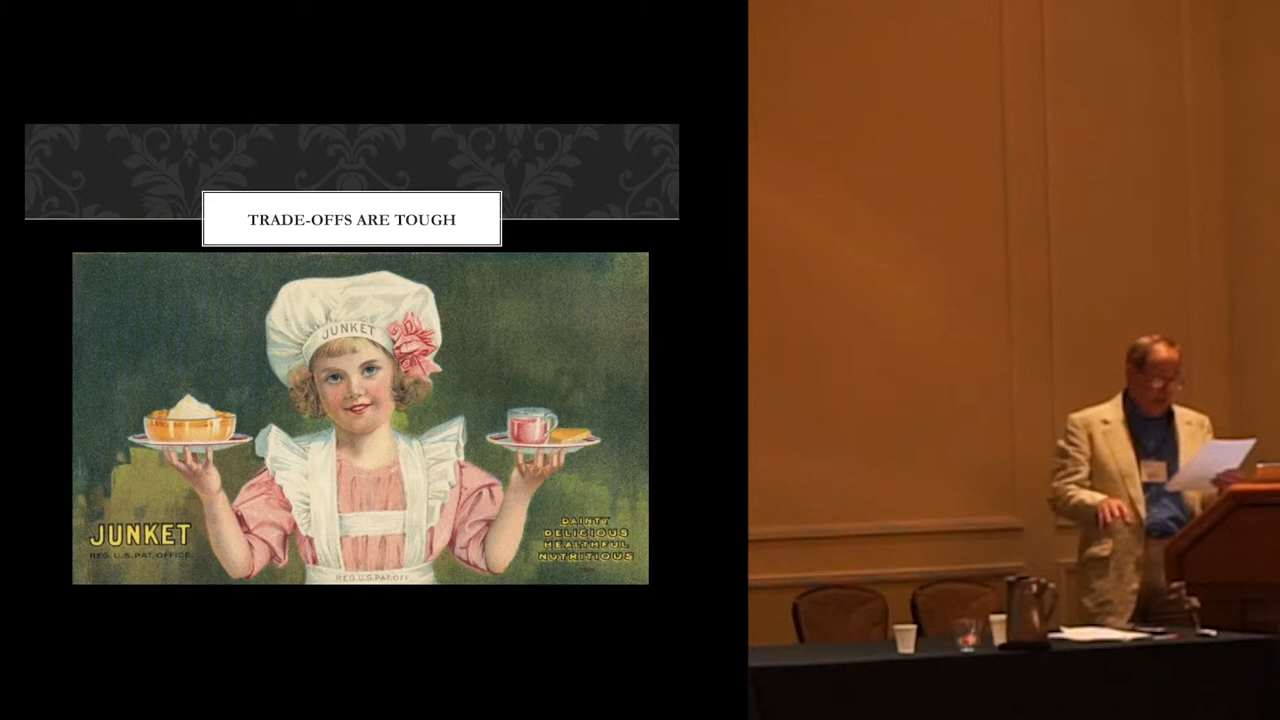 TRADE-OFFS ARE TOUGH
JUNKET
JUNKET
REG. U.S. PAT. OFFICE.
DAINTY
DELICIOUS
HEALTHFUL
NUTRITIOUS
REG. U.S. PAT. OFF.